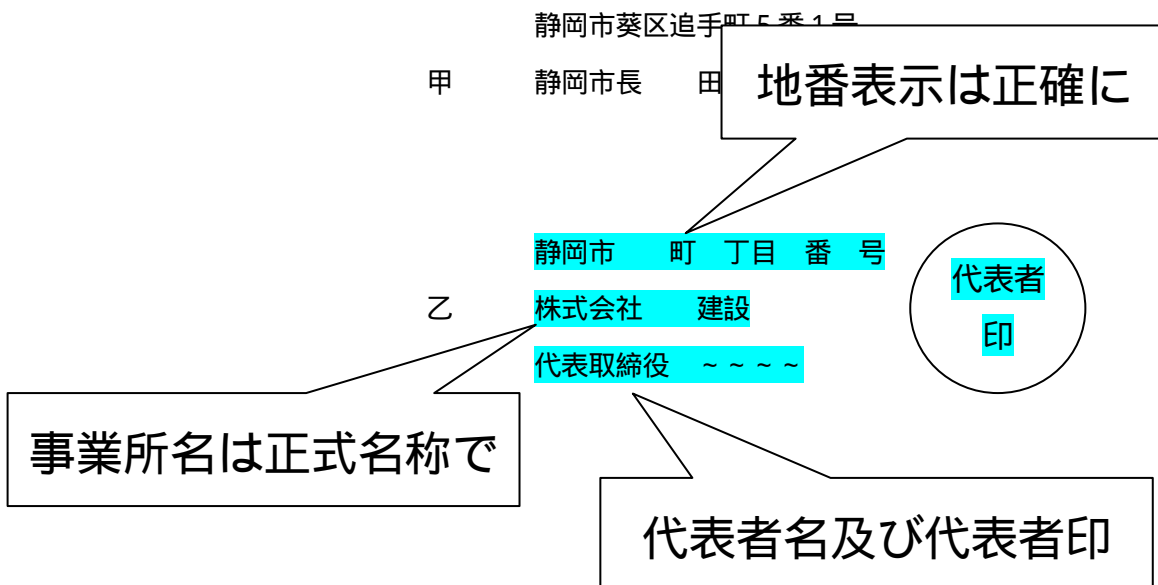 静岡市葵区追手町5番1号
甲 静岡市長 田
地番表示は正確に
静岡市 町 丁目 番 号
乙 株式会社 建設
代表取締役 ~~~~
代表者
印
事業所名は正式名称で
代表者名及び代表者印